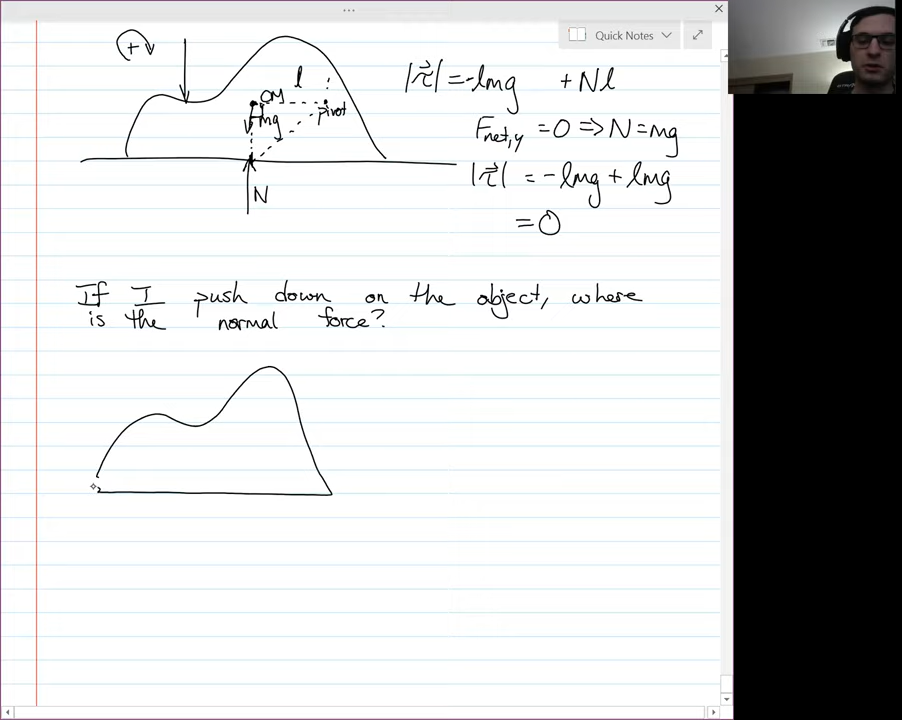 Quick Notes
+
l
CM
mg
pivot
N
|τ⃗| = -lmg + Nl
F_net,y = 0 => N = mg
|τ⃗| = -lmg + lmg
= 0
If I push down on the object, where
is the normal force?